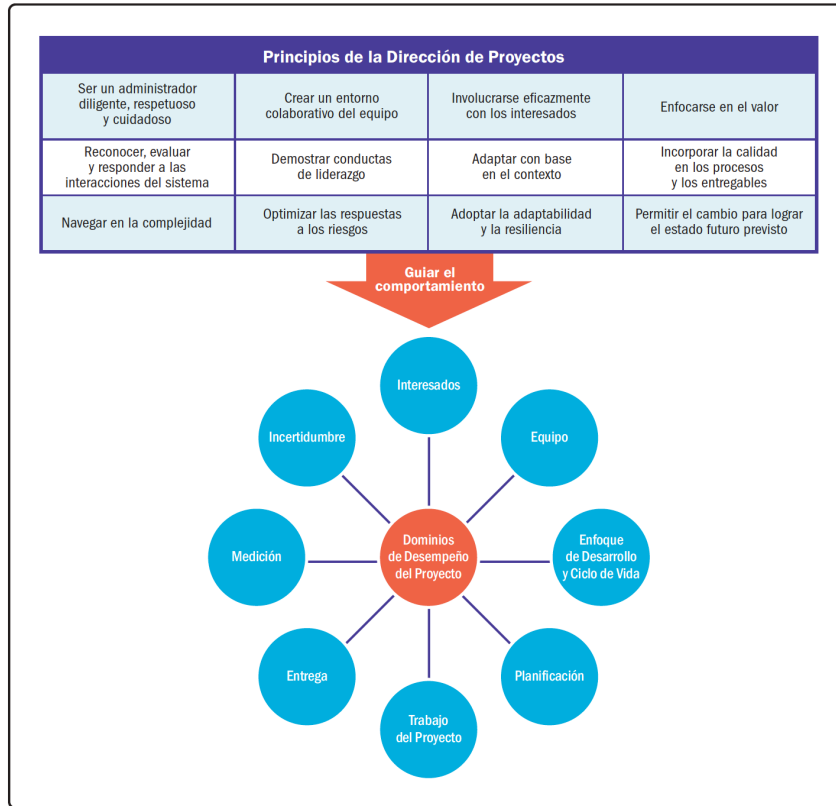 Principios de la Dirección de Proyectos
Ser un administrador
diligente, respetuoso
y cuidadoso
Crear un entorno
colaborativo del equipo
Involucrarse eficazmente
con los interesados
Enfocarse en el valor
Reconocer, evaluar
y responder a las
interacciones del sistema
Demostrar conductas
de liderazgo
Adaptar con base
en el contexto
Incorporar la calidad
en los procesos
y los entregables
Navegar en la complejidad
Optimizar las respuestas
a los riesgos
Adoptar la adaptabilidad
y la resiliencia
Permitir el cambio para lograr
el estado futuro previsto
Guiar el
comportamiento
Interesados
Incertidumbre
Equipo
Medición
Dominios
de Desempeño
del Proyecto
Enfoque
de Desarrollo
y Ciclo de Vida
Entrega
Planificación
Trabajo
del Proyecto